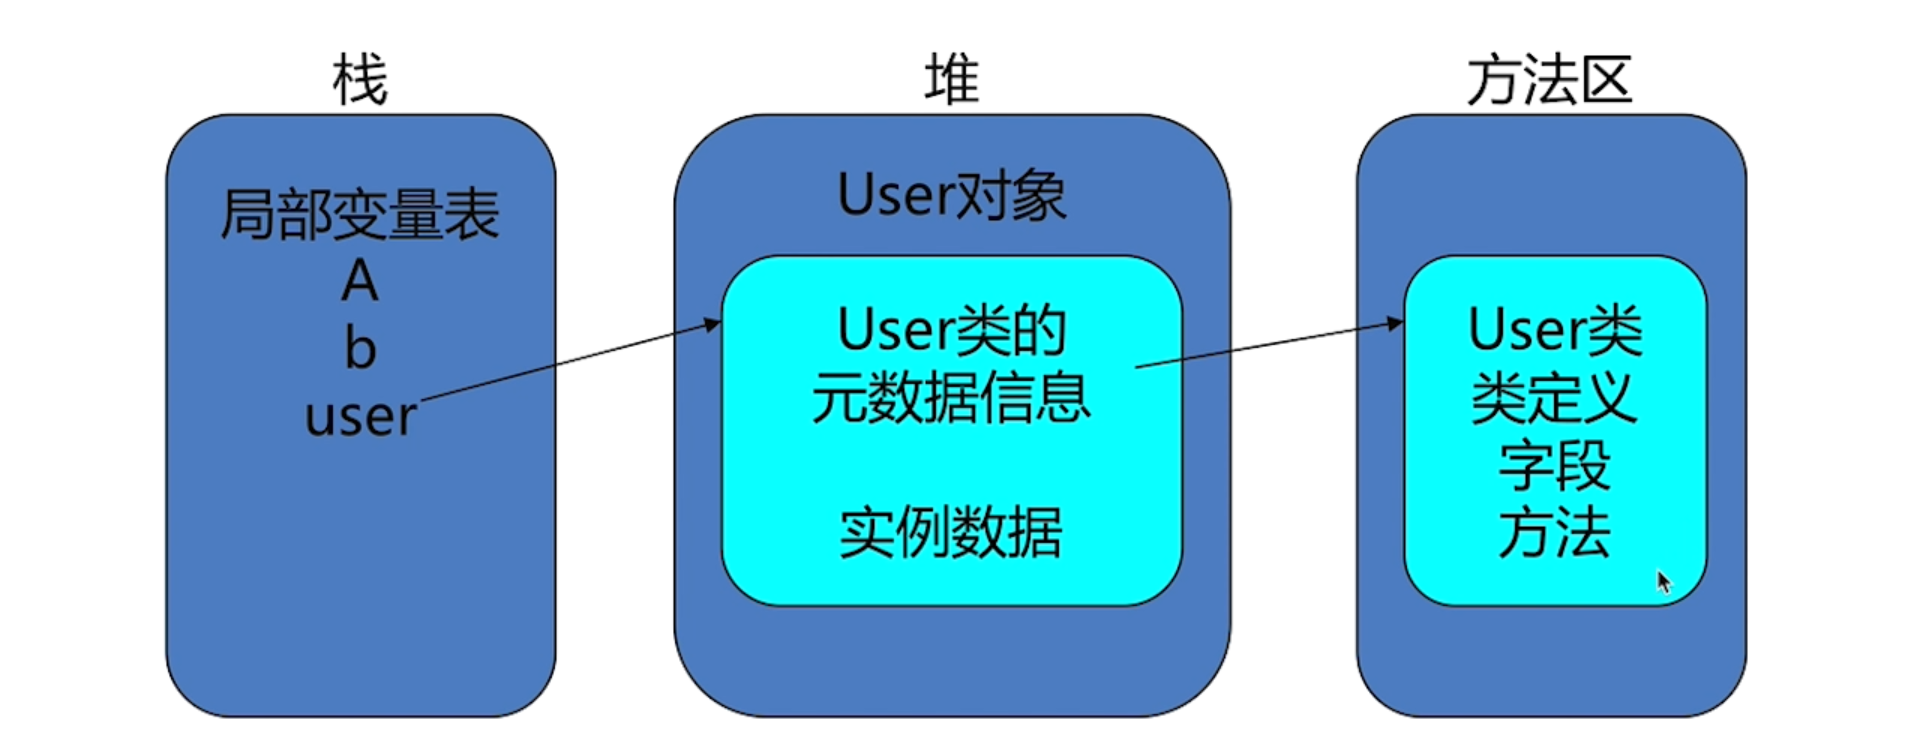 栈
局部变量表
A
b
user
堆
User对象
User类的
元数据信息
实例数据
方法区
User类
类定义
字段
方法